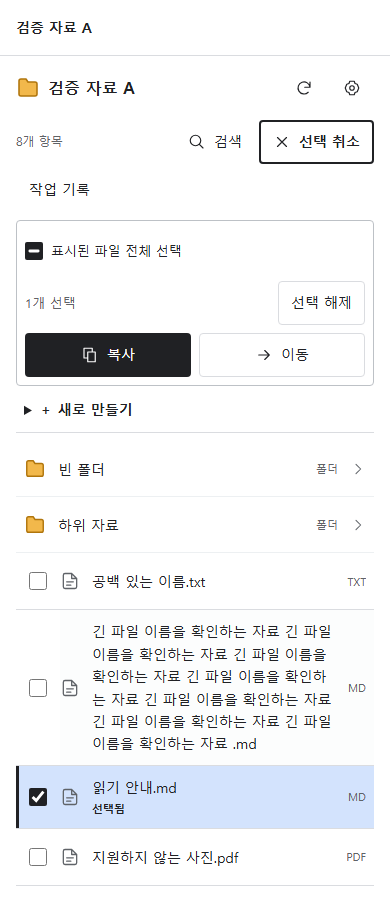 검증 자료 A
검증 자료 A
8개 항목
검색
선택 취소
작업 기록
표시된 파일 전체 선택
1개 선택
선택 해제
복사
이동
+ 새로 만들기
빈 폴더
폴더
하위 자료
폴더
공백 있는 이름.txt
TXT
긴 파일 이름을 확인하는 자료 긴 파일
이름을 확인하는 자료 긴 파일 이름을
확인하는 자료 긴 파일 이름을 확인하
는 자료 긴 파일 이름을 확인하는 자료
긴 파일 이름을 확인하는 자료 긴 파일
이름을 확인하는 자료 .md
MD
읽기 안내.md
선택됨
MD
지원하지 않는 사진.pdf
PDF